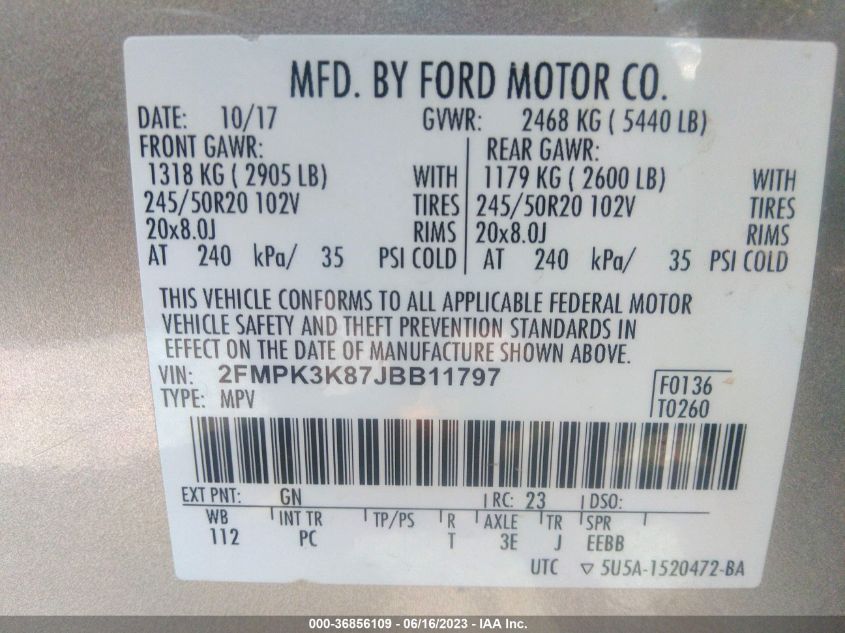 MFD. BY FORD MOTOR CO.
DATE: 10/17 GVWR: 2468 KG ( 5440 LB)
FRONT GAWR: REAR GAWR:
1318 KG ( 2905 LB) WITH 1179 KG ( 2600 LB) WITH
245/50R20 102V TIRES 245/50R20 102V TIRES
20x8.0J RIMS 20x8.0J RIMS
AT 240 kPa/ 35 PSI COLD AT 240 kPa/ 35 PSI COLD
THIS VEHICLE CONFORMS TO ALL APPLICABLE FEDERAL MOTOR
VEHICLE SAFETY AND THEFT PREVENTION STANDARDS IN
EFFECT ON THE DATE OF MANUFACTURE SHOWN ABOVE.
VIN: 2FMPK3K87JBB11797 F0136
TYPE: MPV T0260
EXT PNT: GN RC: 23 DSO:
WB INT TR TP/PS R AXLE TR SPR
112 PC T 3E J EEBB
UTC ▽ 5U5A-1520472-BA
000-36856109 - 06/16/2023 - IAA Inc.